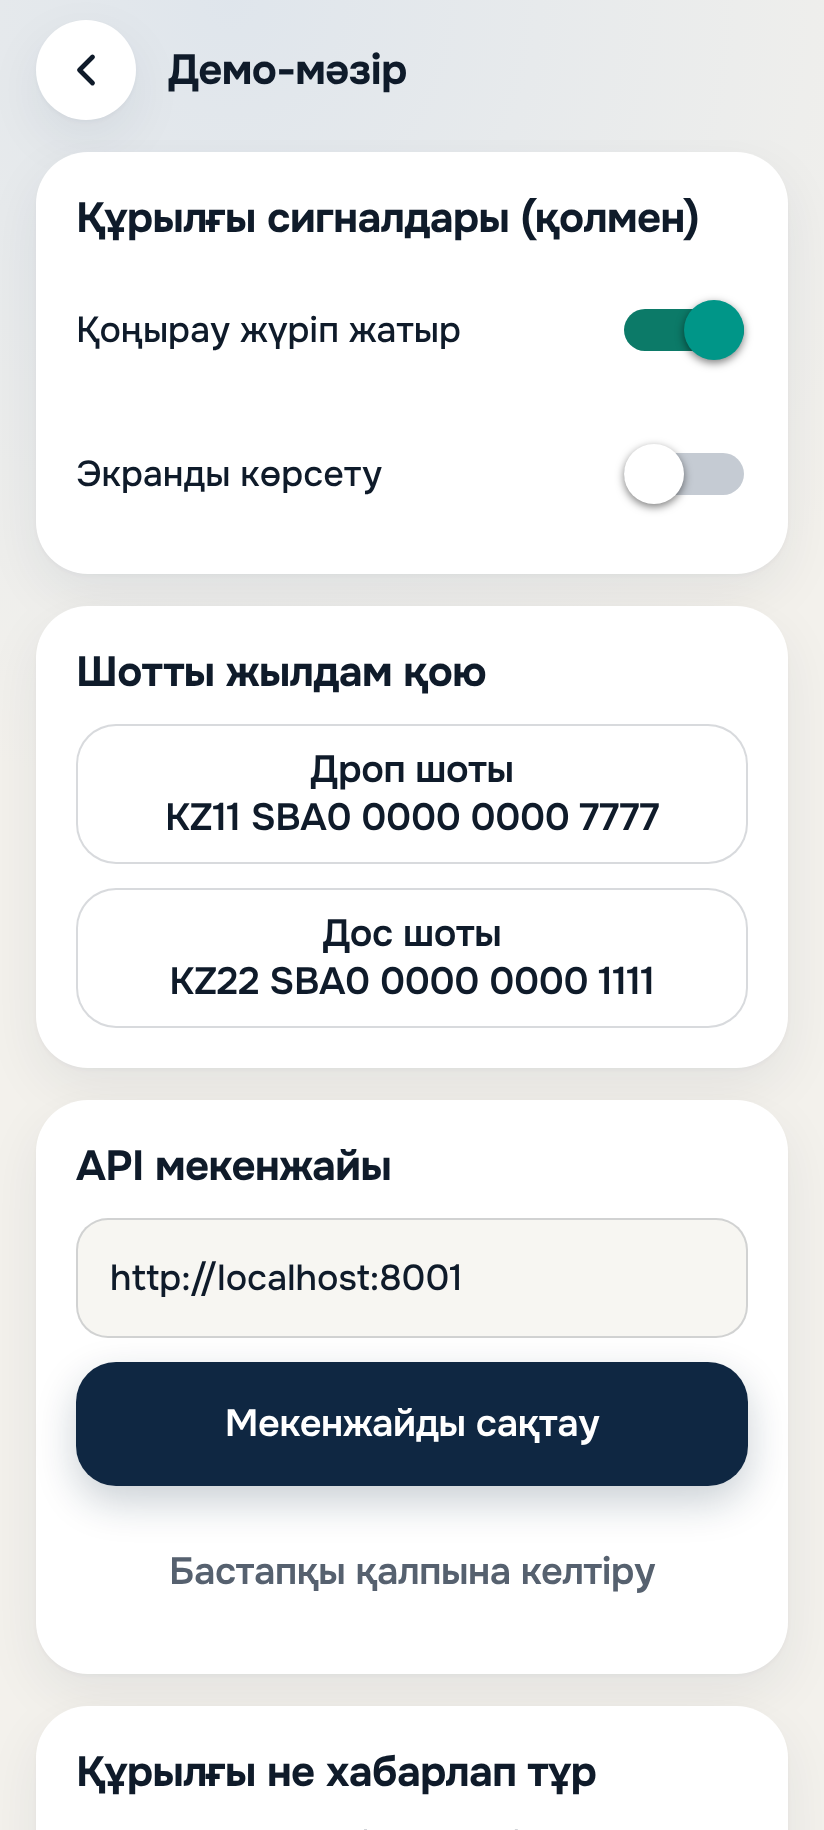 Демо-мәзір
Құрылғы сигналдары (қолмен)
Қоңырау жүріп жатыр
Экранды көрсету
Шотты жылдам қою
Дроп шоты
KZ11 SBA0 0000 0000 7777
Дос шоты
KZ22 SBA0 0000 0000 1111
API мекенжайы
http://localhost:8001
Мекенжайды сақтау
Бастапқы қалпына келтіру
Құрылғы не хабарлап тұр